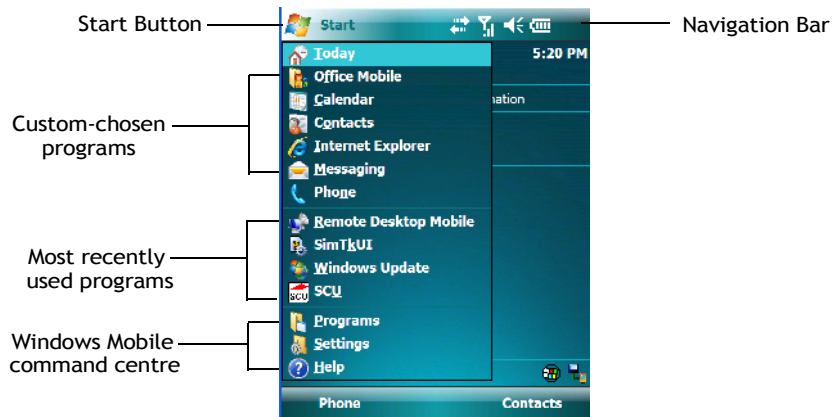 Start Button
Start
Navigation Bar
Today
5:20 PM
Office Mobile
Calendar
mation
Contacts
Custom-chosen
programs
Internet Explorer
Messaging
Phone
Remote Desktop Mobile
SimTkUI
Most recently
used programs
Windows Update
SCU
SCU
Programs
Windows Mobile
command centre
Settings
Help
Phone
Contacts